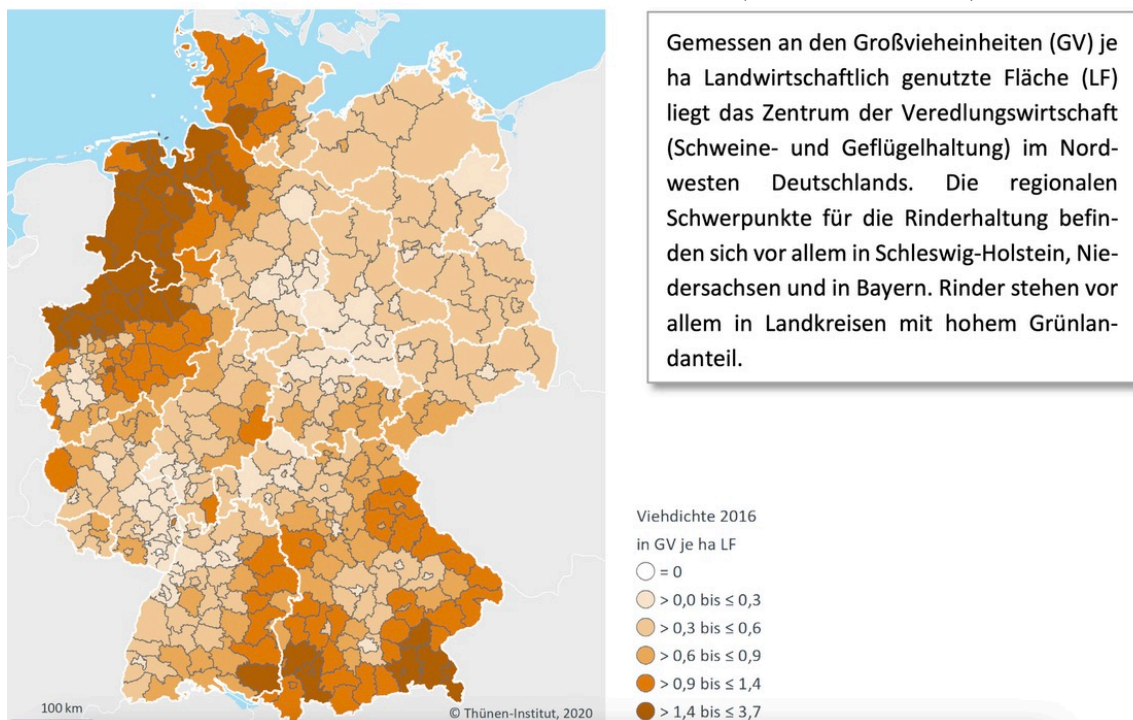 Gemessen an den Großvieheinheiten (GV) je
ha Landwirtschaftlich genutzte Fläche (LF)
liegt das Zentrum der Veredlungswirtschaft
(Schweine- und Geflügelhaltung) im Nord-
westen Deutschlands. Die regionalen
Schwerpunkte für die Rinderhaltung befin-
den sich vor allem in Schleswig-Holstein, Nie-
dersachsen und in Bayern. Rinder stehen vor
allem in Landkreisen mit hohem Grünlan-
danteil.
Viehdichte 2016
in GV je ha LF
= 0
> 0,0 bis ≤ 0,3
> 0,3 bis ≤ 0,6
> 0,6 bis ≤ 0,9
> 0,9 bis ≤ 1,4
> 1,4 bis ≤ 3,7
100 km
© Thünen-Institut, 2020